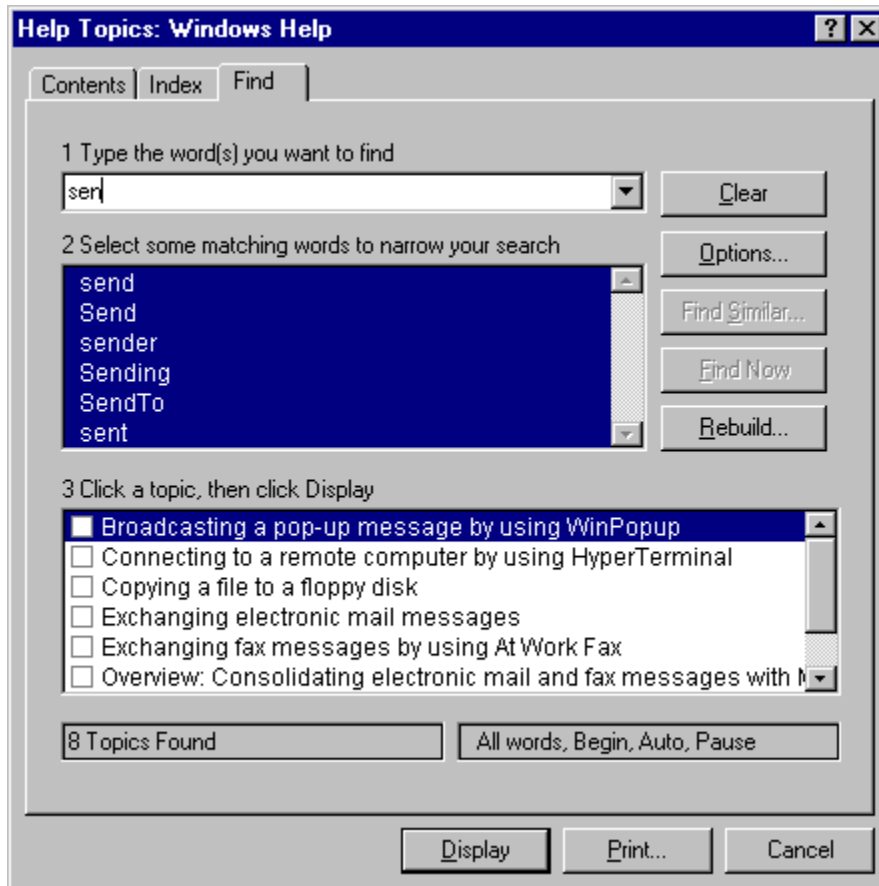 Help Topics: Windows Help
Contents Index Find
1 Type the word(s) you want to find
sen
Clear
2 Select some matching words to narrow your search
Options...
send
Send
Find Similar...
sender
Sending
Find Now
SendTo
sent
Rebuild...
3 Click a topic, then click Display
Broadcasting a pop-up message by using WinPopup
Connecting to a remote computer by using HyperTerminal
Copying a file to a floppy disk
Exchanging electronic mail messages
Exchanging fax messages by using At Work Fax
Overview: Consolidating electronic mail and fax messages with
8 Topics Found
All words, Begin, Auto, Pause
Display Print... Cancel